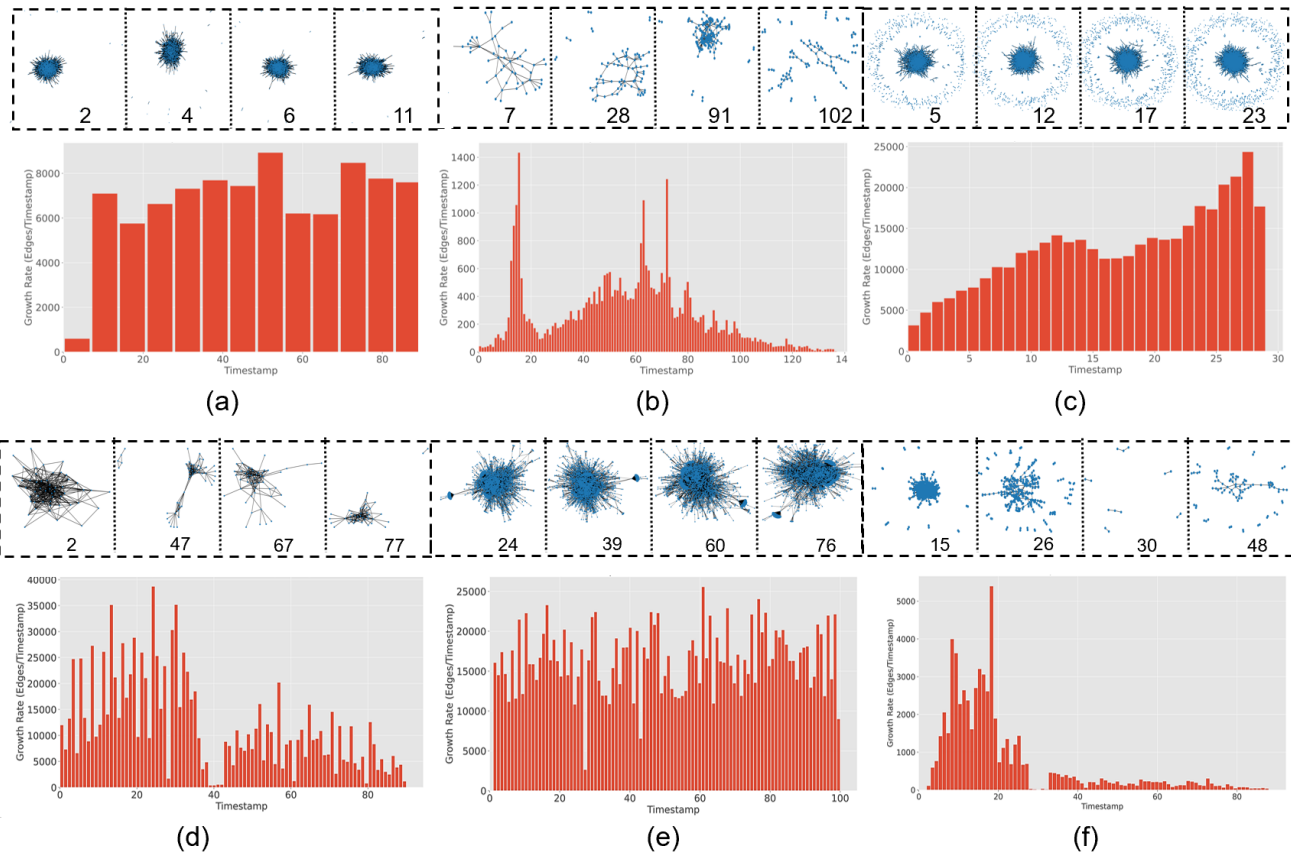 2 4 6 11
7 28 91 102
5 12 17 23
Growth Rate (Edges/Timestamp)
8000
6000
4000
2000
0
0 20 40 60 80
Timestamp
(a)
Growth Rate (Edges/Timestamp)
1400
1200
1000
800
600
400
200
0
0 20 40 60 80 100 120 14
Timestamp
(b)
Growth Rate (Edges/Timestamp)
25000
20000
15000
10000
5000
0
0 5 10 15 20 25 30
Timestamp
(c)
2 47 67 77
24 39 60 76
15 26 30 48
Growth Rate (Edges/Timestamp)
40000
35000
30000
25000
20000
15000
10000
5000
0
0 20 40 60 80
Timestamp
(d)
Growth Rate (Edges/Timestamp)
25000
20000
15000
10000
5000
0
0 20 40 60 80 100
Timestamp
(e)
Growth Rate (Edges/Timestamp)
5000
4000
3000
2000
1000
0
0 20 40 60 80
Timestamp
(f)